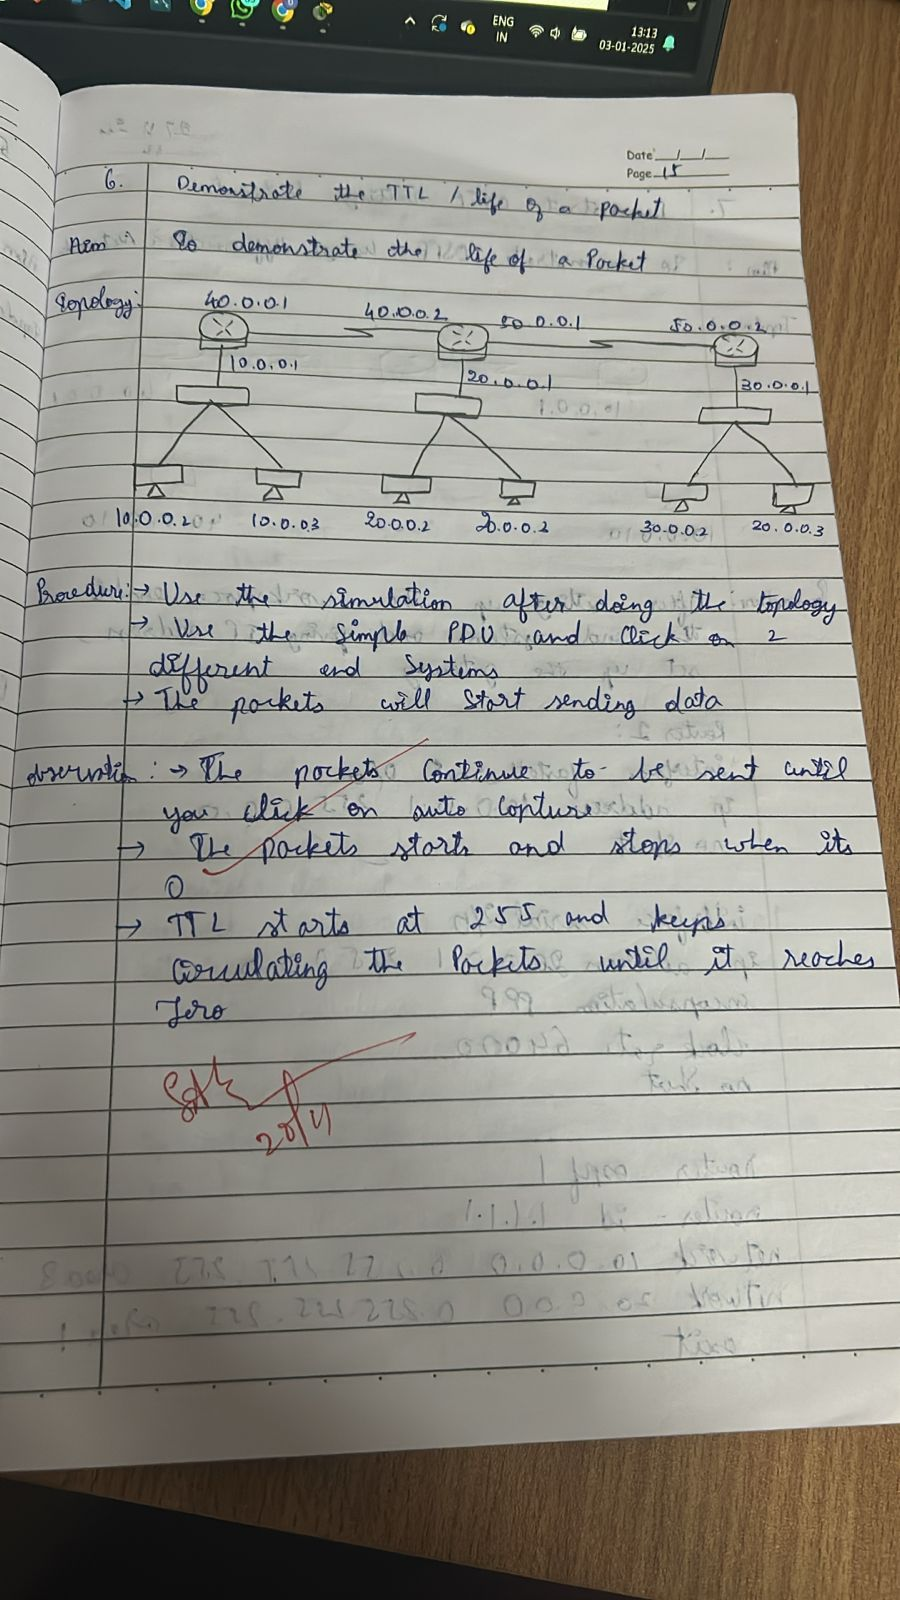 ENG
IN
13:13
03-01-2025
Date __/__/__
Page 15
6. Demonstrate the TTL / life of a packet
Aim: To demonstrate the life of a Packet
Topology:
40.0.0.1 40.0.0.2 50.0.0.1 50.0.0.2
10.0.0.1 20.0.0.1 30.0.0.1
10.0.0.2 10.0.03 20.0.0.2 20.0.0.2 30.0.0.2 20.0.0.3
Procedure: → Use the simulation after doing the topology
→ Use the Simple PDU and Click on 2
different end Systems
→ The packets will start sending data
observation: → The packets Continue to be sent until
you click on auto Capture
→ The packets starts and stops when its
0
→ TTL starts at 255 and keeps
Circulating the Packets until it reaches
Zero